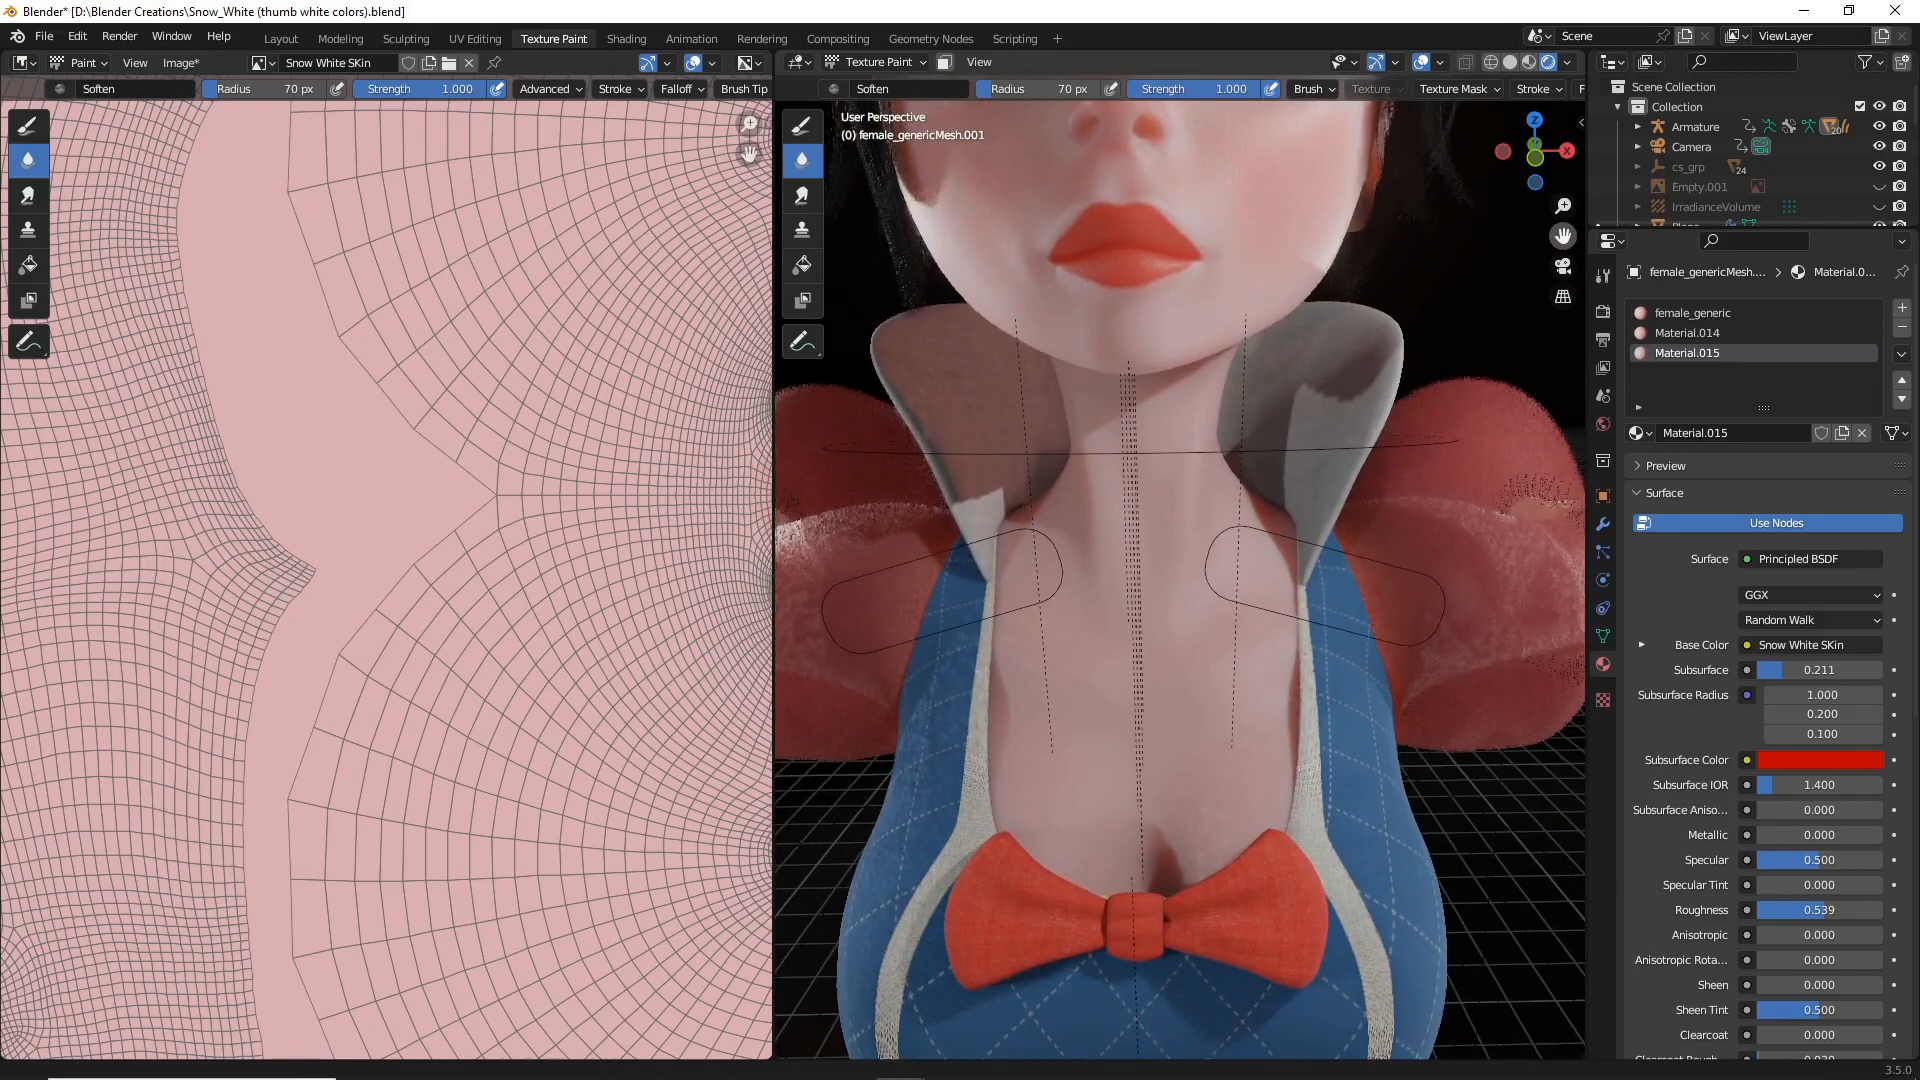 Blender* [D:\Blender Creations\Snow_White (thumb white colors).blend]
File Edit Render Window Help
Layout Modeling Sculpting UV Editing Texture Paint Shading Animation Rendering Compositing Geometry Nodes Scripting +
Scene ViewLayer
Paint View Image* Snow White SKin
Texture Paint View
Soften Radius 70 px Strength 1.000 Advanced Stroke Falloff Brush Tip
Soften Radius 70 px Strength 1.000 Brush Texture Texture Mask Stroke F
User Perspective
(0) female_genericMesh.001
Z
X
Scene Collection
Collection
Armature 20
Camera
cs_grp 24
Empty.001
IrradianceVolume
female_genericMesh.... > Material.0...
female_generic
Material.014
Material.015
Material.015
Preview
Surface
Use Nodes
Surface Principled BSDF
GGX
Random Walk
Base Color Snow White SKin
Subsurface 0.211
Subsurface Radius 1.000
0.200
0.100
Subsurface Color
Subsurface IOR 1.400
Subsurface Aniso... 0.000
Metallic 0.000
Specular 0.500
Specular Tint 0.000
Roughness 0.539
Anisotropic 0.000
Anisotropic Rota... 0.000
Sheen 0.000
Sheen Tint 0.500
Clearcoat 0.000
3.5.0